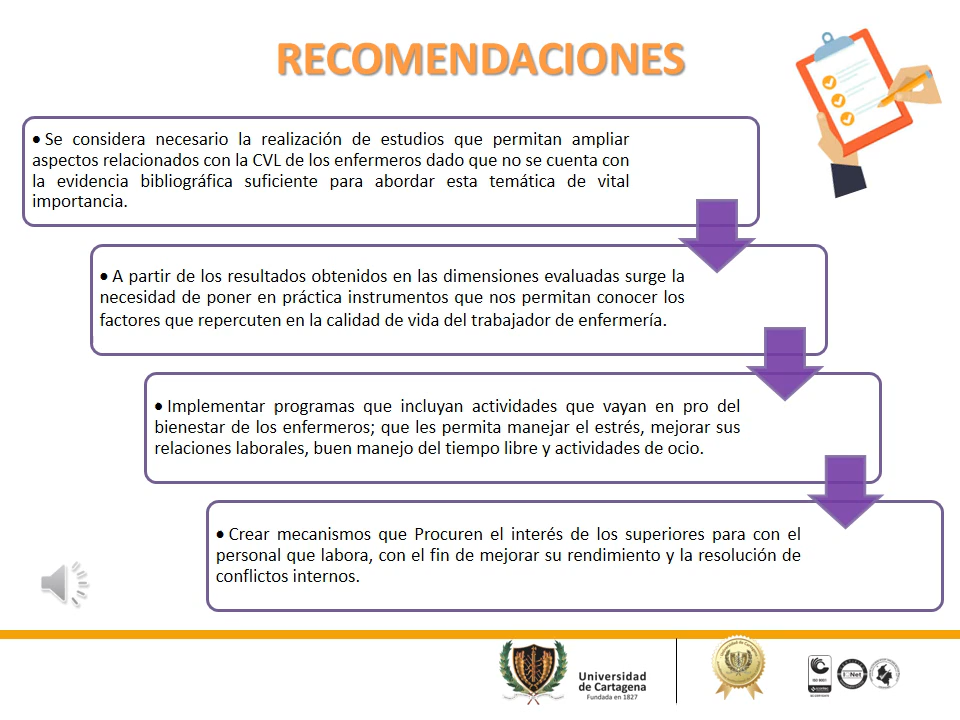 RECOMENDACIONES
• Se considera necesario la realización de estudios que permitan ampliar
aspectos relacionados con la CVL de los enfermeros dado que no se cuenta con
la evidencia bibliográfica suficiente para abordar esta temática de vital
importancia.
• A partir de los resultados obtenidos en las dimensiones evaluadas surge la
necesidad de poner en práctica instrumentos que nos permitan conocer los
factores que repercuten en la calidad de vida del trabajador de enfermería.
• Implementar programas que incluyan actividades que vayan en pro del
bienestar de los enfermeros; que les permita manejar el estrés, mejorar sus
relaciones laborales, buen manejo del tiempo libre y actividades de ocio.
• Crear mecanismos que Procuren el interés de los superiores para con el
personal que labora, con el fin de mejorar su rendimiento y la resolución de
conflictos internos.
Universidad
de Cartagena
Fundada en 1827
ISO 9001